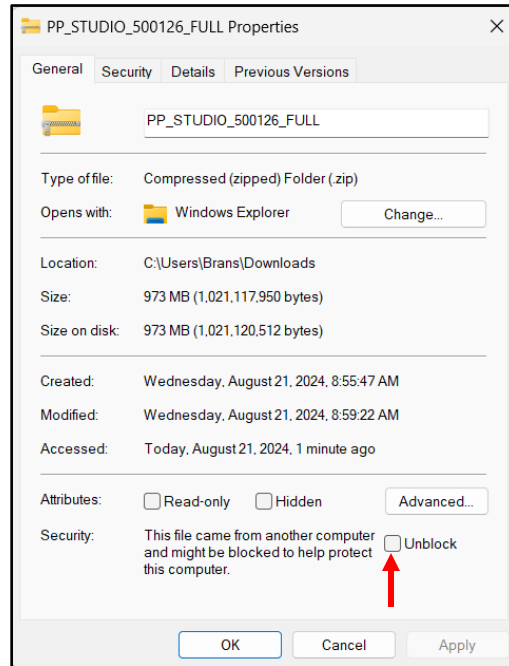 PP_STUDIO_500126_FULL Properties
General Security Details Previous Versions
PP_STUDIO_500126_FULL
Type of file: Compressed (zipped) Folder (.zip)
Opens with: Windows Explorer Change...
Location: C:\Users\Brans\Downloads
Size: 973 MB (1,021,117,950 bytes)
Size on disk: 973 MB (1,021,120,512 bytes)
Created: Wednesday, August 21, 2024, 8:55:47 AM
Modified: Wednesday, August 21, 2024, 8:59:22 AM
Accessed: Today, August 21, 2024, 1 minute ago
Attributes: Read-only Hidden Advanced...
Security: This file came from another computer
and might be blocked to help protect Unblock
this computer.
OK Cancel Apply